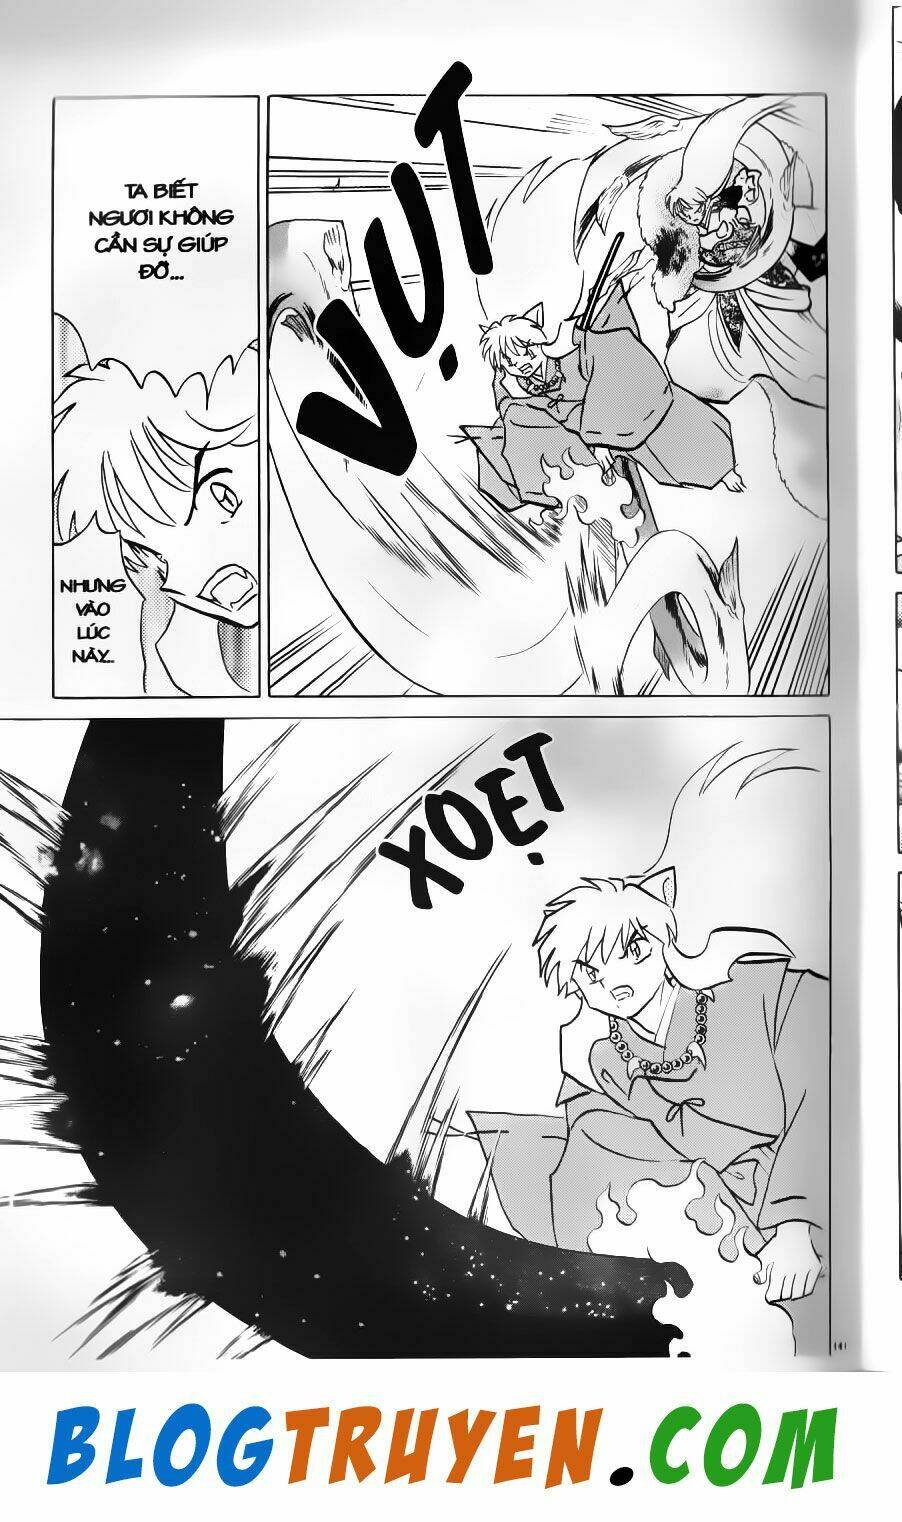 VỤT
TA BIẾT
NGƯƠI KHÔNG
CẦN SỰ GIÚP
ĐỠ...
NHƯNG
VÀO
LÚC
NÀY...
XOẸT
141
BLOGTRUYEN.COM